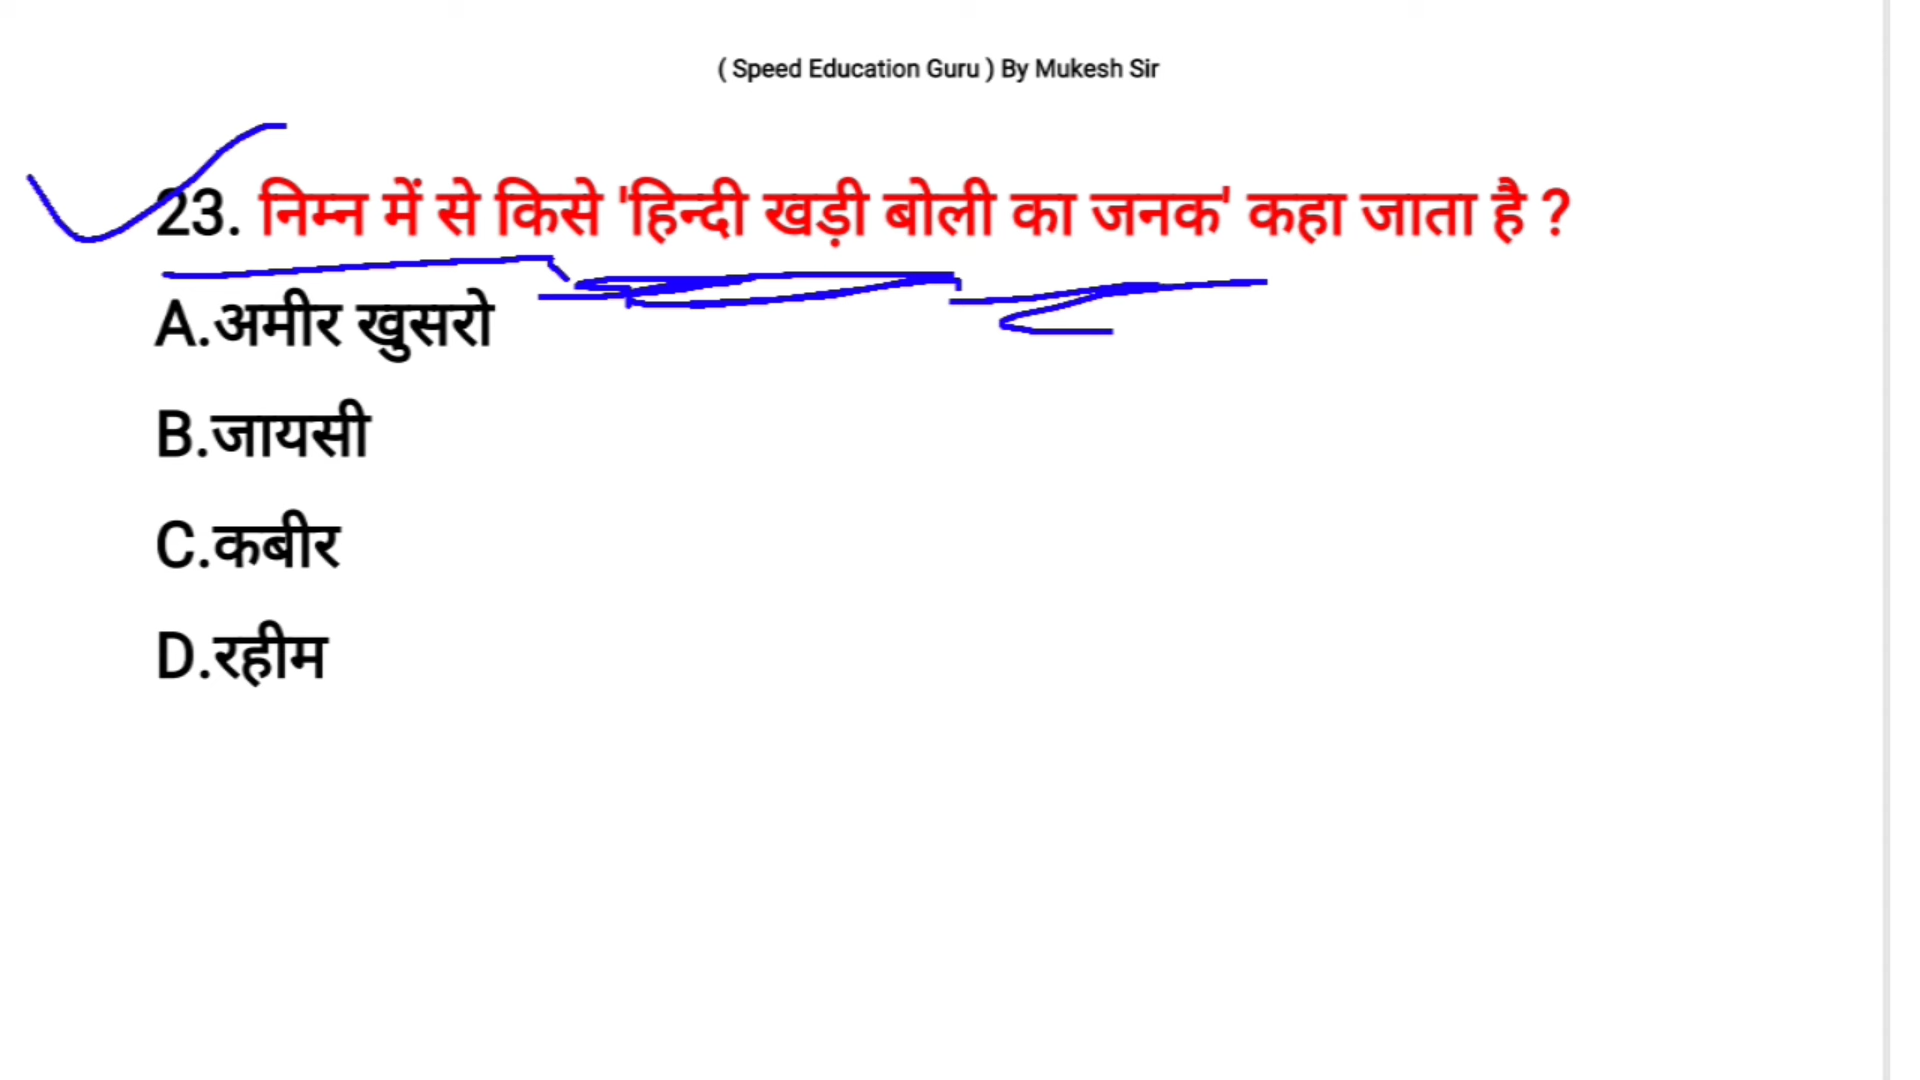 ( Speed Education Guru ) By Mukesh Sir
23. निम्न में से किसे 'हिन्दी खड़ी बोली का जनक' कहा जाता है ?
A.अमीर खुसरो
B.जायसी
C.कबीर
D.रहीम